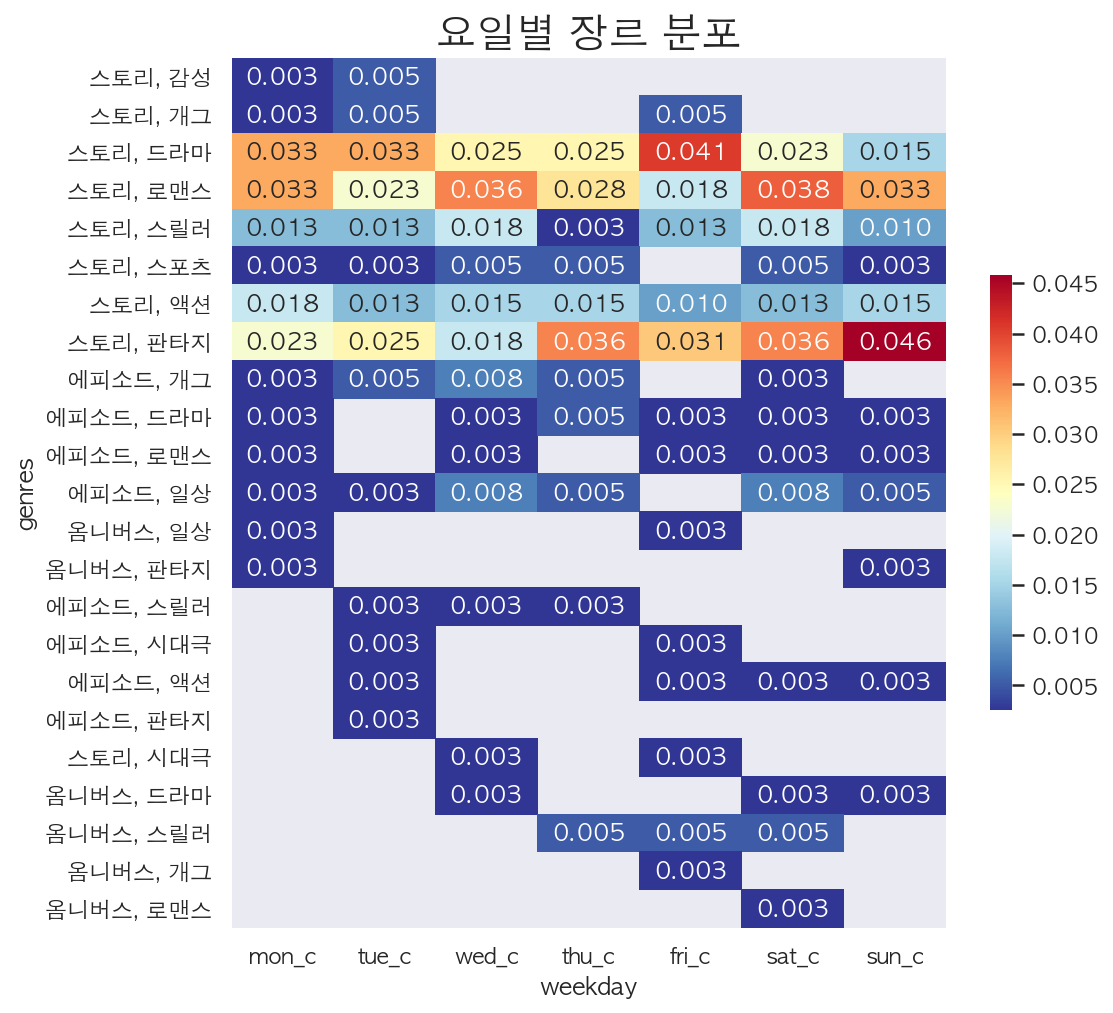 요일별 장르 분포
스토리, 감성 0.003 0.005
스토리, 개그 0.003 0.005 0.005
스토리, 드라마 0.033 0.033 0.025 0.025 0.041 0.023 0.015
스토리, 로맨스 0.033 0.023 0.036 0.028 0.018 0.038 0.033
스토리, 스릴러 0.013 0.013 0.018 0.003 0.013 0.018 0.010
스토리, 스포츠 0.003 0.003 0.005 0.005 0.005 0.003
스토리, 액션 0.018 0.013 0.015 0.015 0.010 0.013 0.015
스토리, 판타지 0.023 0.025 0.018 0.036 0.031 0.036 0.046
에피소드, 개그 0.003 0.005 0.008 0.005 0.003
에피소드, 드라마 0.003 0.003 0.005 0.003 0.003 0.003
에피소드, 로맨스 0.003 0.003 0.003 0.003 0.003
에피소드, 일상 0.003 0.003 0.008 0.005 0.008 0.005
옴니버스, 일상 0.003 0.003
옴니버스, 판타지 0.003 0.003
에피소드, 스릴러 0.003 0.003 0.003
에피소드, 시대극 0.003 0.003
에피소드, 액션 0.003 0.003 0.003 0.003
에피소드, 판타지 0.003
스토리, 시대극 0.003 0.003
옴니버스, 드라마 0.003 0.003 0.003
옴니버스, 스릴러 0.005 0.005 0.005
옴니버스, 개그 0.003
옴니버스, 로맨스 0.003
genres
mon_c tue_c wed_c thu_c fri_c sat_c sun_c
weekday
0.045
0.040
0.035
0.030
0.025
0.020
0.015
0.010
0.005